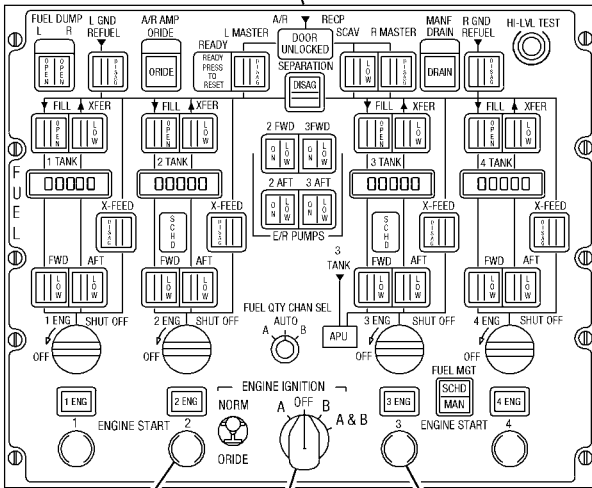 FUEL DUMP L GND A/R AMP L MASTER A/R RECP SCAV R MASTER MANF R GND HI-LVL TEST
L R REFUEL ORIDE DRAIN REFUEL
READY
DOOR
UNLOCKED
OPEN OPEN DISAG ORIDE READY PRESS TO RESET DISAG LOW DISAG DRAIN DISAG
SEPARATION
DISAG
FILL XFER FILL XFER FILL XFER FILL XFER
OPEN LOW OPEN LOW OPEN LOW OPEN LOW
2 FWD 3FWD
ON LOW ON LOW
1 TANK 2 TANK 3 TANK 4 TANK
00000 00000 00000 00000
2 AFT 3 AFT
ON LOW ON LOW
E/R PUMPS
FUEL
X-FEED X-FEED X-FEED X-FEED
DISAG SCHD DISAG SCHD DISAG DISAG
3
TANK
FWD AFT FWD AFT FWD AFT FWD AFT
LOW LOW LOW LOW LOW LOW LOW LOW
FUEL QTY CHAN SEL
AUTO
A B
1 ENG SHUT OFF 2 ENG SHUT OFF 3 ENG SHUT OFF 4 ENG SHUT OFF
APU
OFF OFF OFF OFF
FUEL MGT
SCHD
MAN
ENGINE IGNITION
1 ENG 2 ENG 3 ENG 4 ENG
NORM A OFF B A & B
1 ENGINE START 2 3 ENGINE START 4
ORIDE